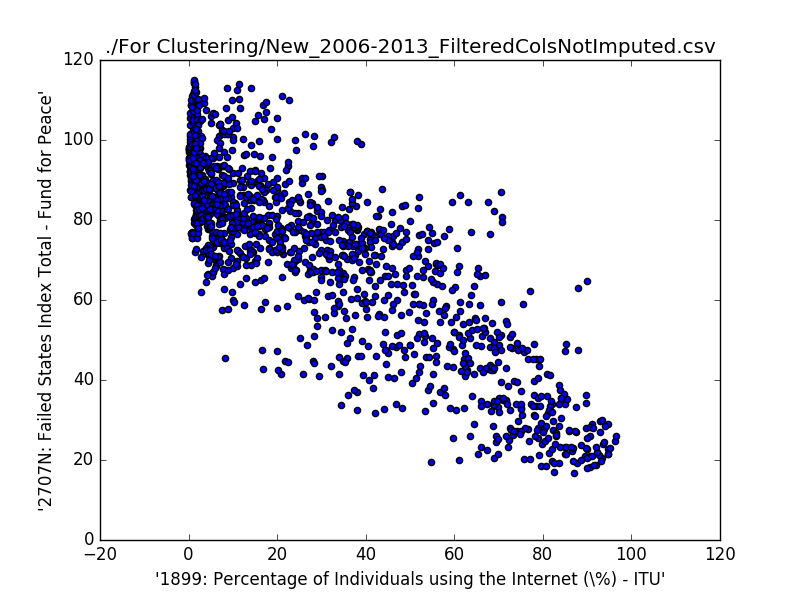 ./For Clustering/New_2006-2013_FilteredColsNotImputed.csv
120
100
80
60
40
20
0
'2707N: Failed States Index Total - Fund for Peace'
−20 0 20 40 60 80 100 120
'1899: Percentage of Individuals using the Internet (\%) - ITU'